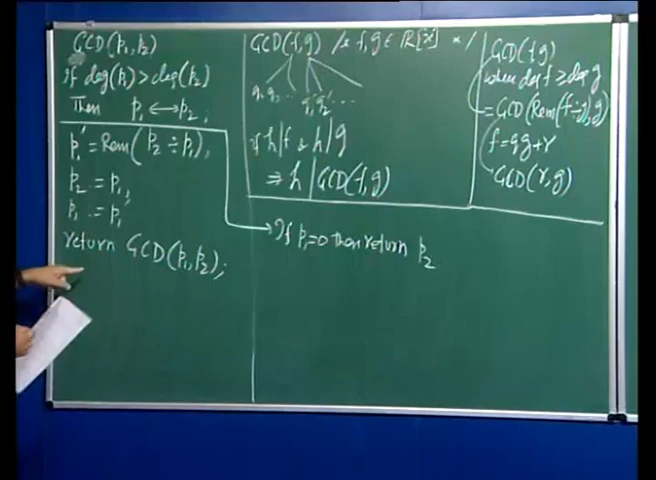 GCD(p₁,p₂)
If deg(p₁) > deg(p₂)
Then p₁ ↔ p₂ ;
p₁' = Rem(p₂ ÷ p₁);
p₂ := p₁;
p₁ := p₁'
return GCD(p₁,p₂);
GCD(f,g) /* f,g ∈ R[x] */
if h|f & h|g
⇒ h | GCD(f,g)
→ If p₁=0 then return p₂
GCD(f,g)
when deg f ≥ deg g
= GCD(Rem(f÷g),g)
f = qg+r
GCD(r,g)